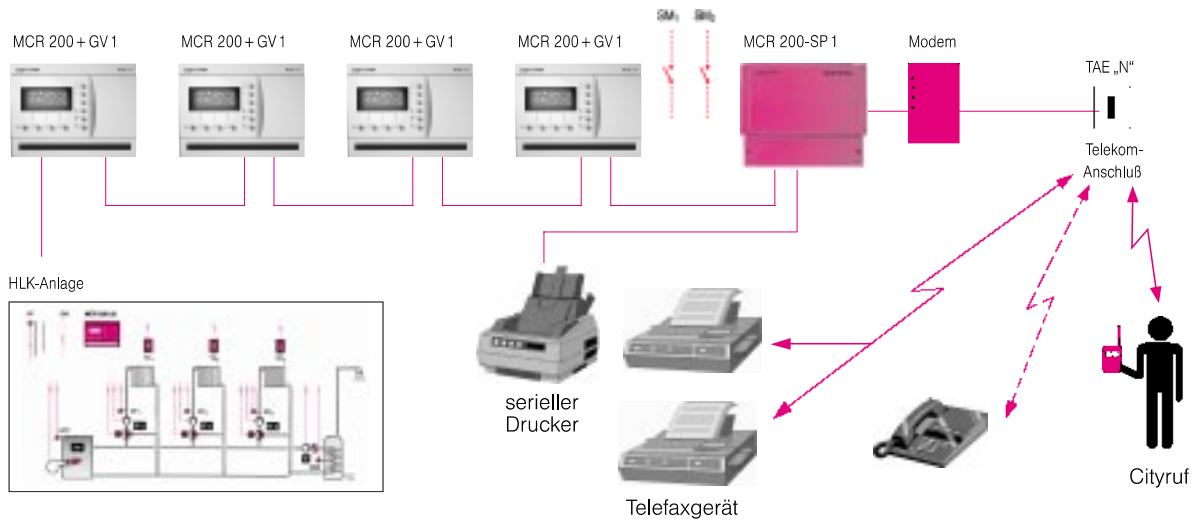 SM₁ SM₂
MCR 200 + GV 1
MCR 200 + GV 1
MCR 200 + GV 1
MCR 200 + GV 1
MCR 200-SP 1
Modem
TAE „N“
Telekom-
Anschluß
HLK-Anlage
serieller
Drucker
Telefaxgerät
Cityruf